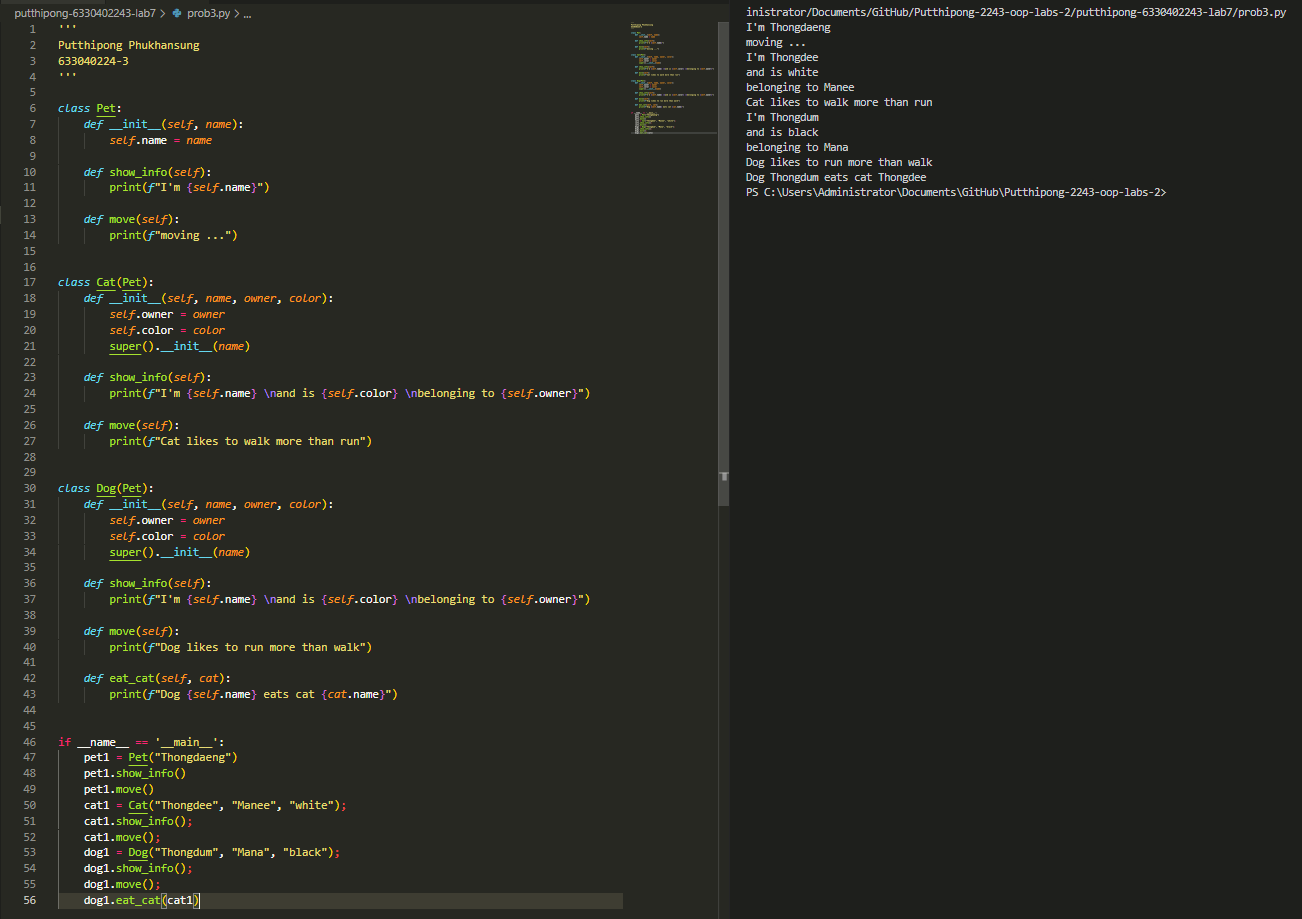 putthipong-6330402243-lab7 > prob3.py > ...
1 '''
2 Putthipong Phukhansung
3 633040224-3
4 '''
5
6 class Pet:
7     def __init__(self, name):
8         self.name = name
9
10     def show_info(self):
11         print(f"I'm {self.name}")
12
13     def move(self):
14         print(f"moving ...")
15
16
17 class Cat(Pet):
18     def __init__(self, name, owner, color):
19         self.owner = owner
20         self.color = color
21         super().__init__(name)
22
23     def show_info(self):
24         print(f"I'm {self.name} \nand is {self.color} \nbelonging to {self.owner}")
25
26     def move(self):
27         print(f"Cat likes to walk more than run")
28
29
30 class Dog(Pet):
31     def __init__(self, name, owner, color):
32         self.owner = owner
33         self.color = color
34         super().__init__(name)
35
36     def show_info(self):
37         print(f"I'm {self.name} \nand is {self.color} \nbelonging to {self.owner}")
38
39     def move(self):
40         print(f"Dog likes to run more than walk")
41
42     def eat_cat(self, cat):
43         print(f"Dog {self.name} eats cat {cat.name}")
44
45
46 if __name__ == '__main__':
47     pet1 = Pet("Thongdaeng")
48     pet1.show_info()
49     pet1.move()
50     cat1 = Cat("Thongdee", "Manee", "white");
51     cat1.show_info();
52     cat1.move();
53     dog1 = Dog("Thongdum", "Mana", "black");
54     dog1.show_info();
55     dog1.move();
56     dog1.eat_cat(cat1)
inistrator/Documents/GitHub/Putthipong-2243-oop-labs-2/putthipong-6330402243-lab7/prob3.py
I'm Thongdaeng
moving ...
I'm Thongdee
and is white
belonging to Manee
Cat likes to walk more than run
I'm Thongdum
and is black
belonging to Mana
Dog likes to run more than walk
Dog Thongdum eats cat Thongdee
PS C:\Users\Administrator\Documents\GitHub\Putthipong-2243-oop-labs-2>